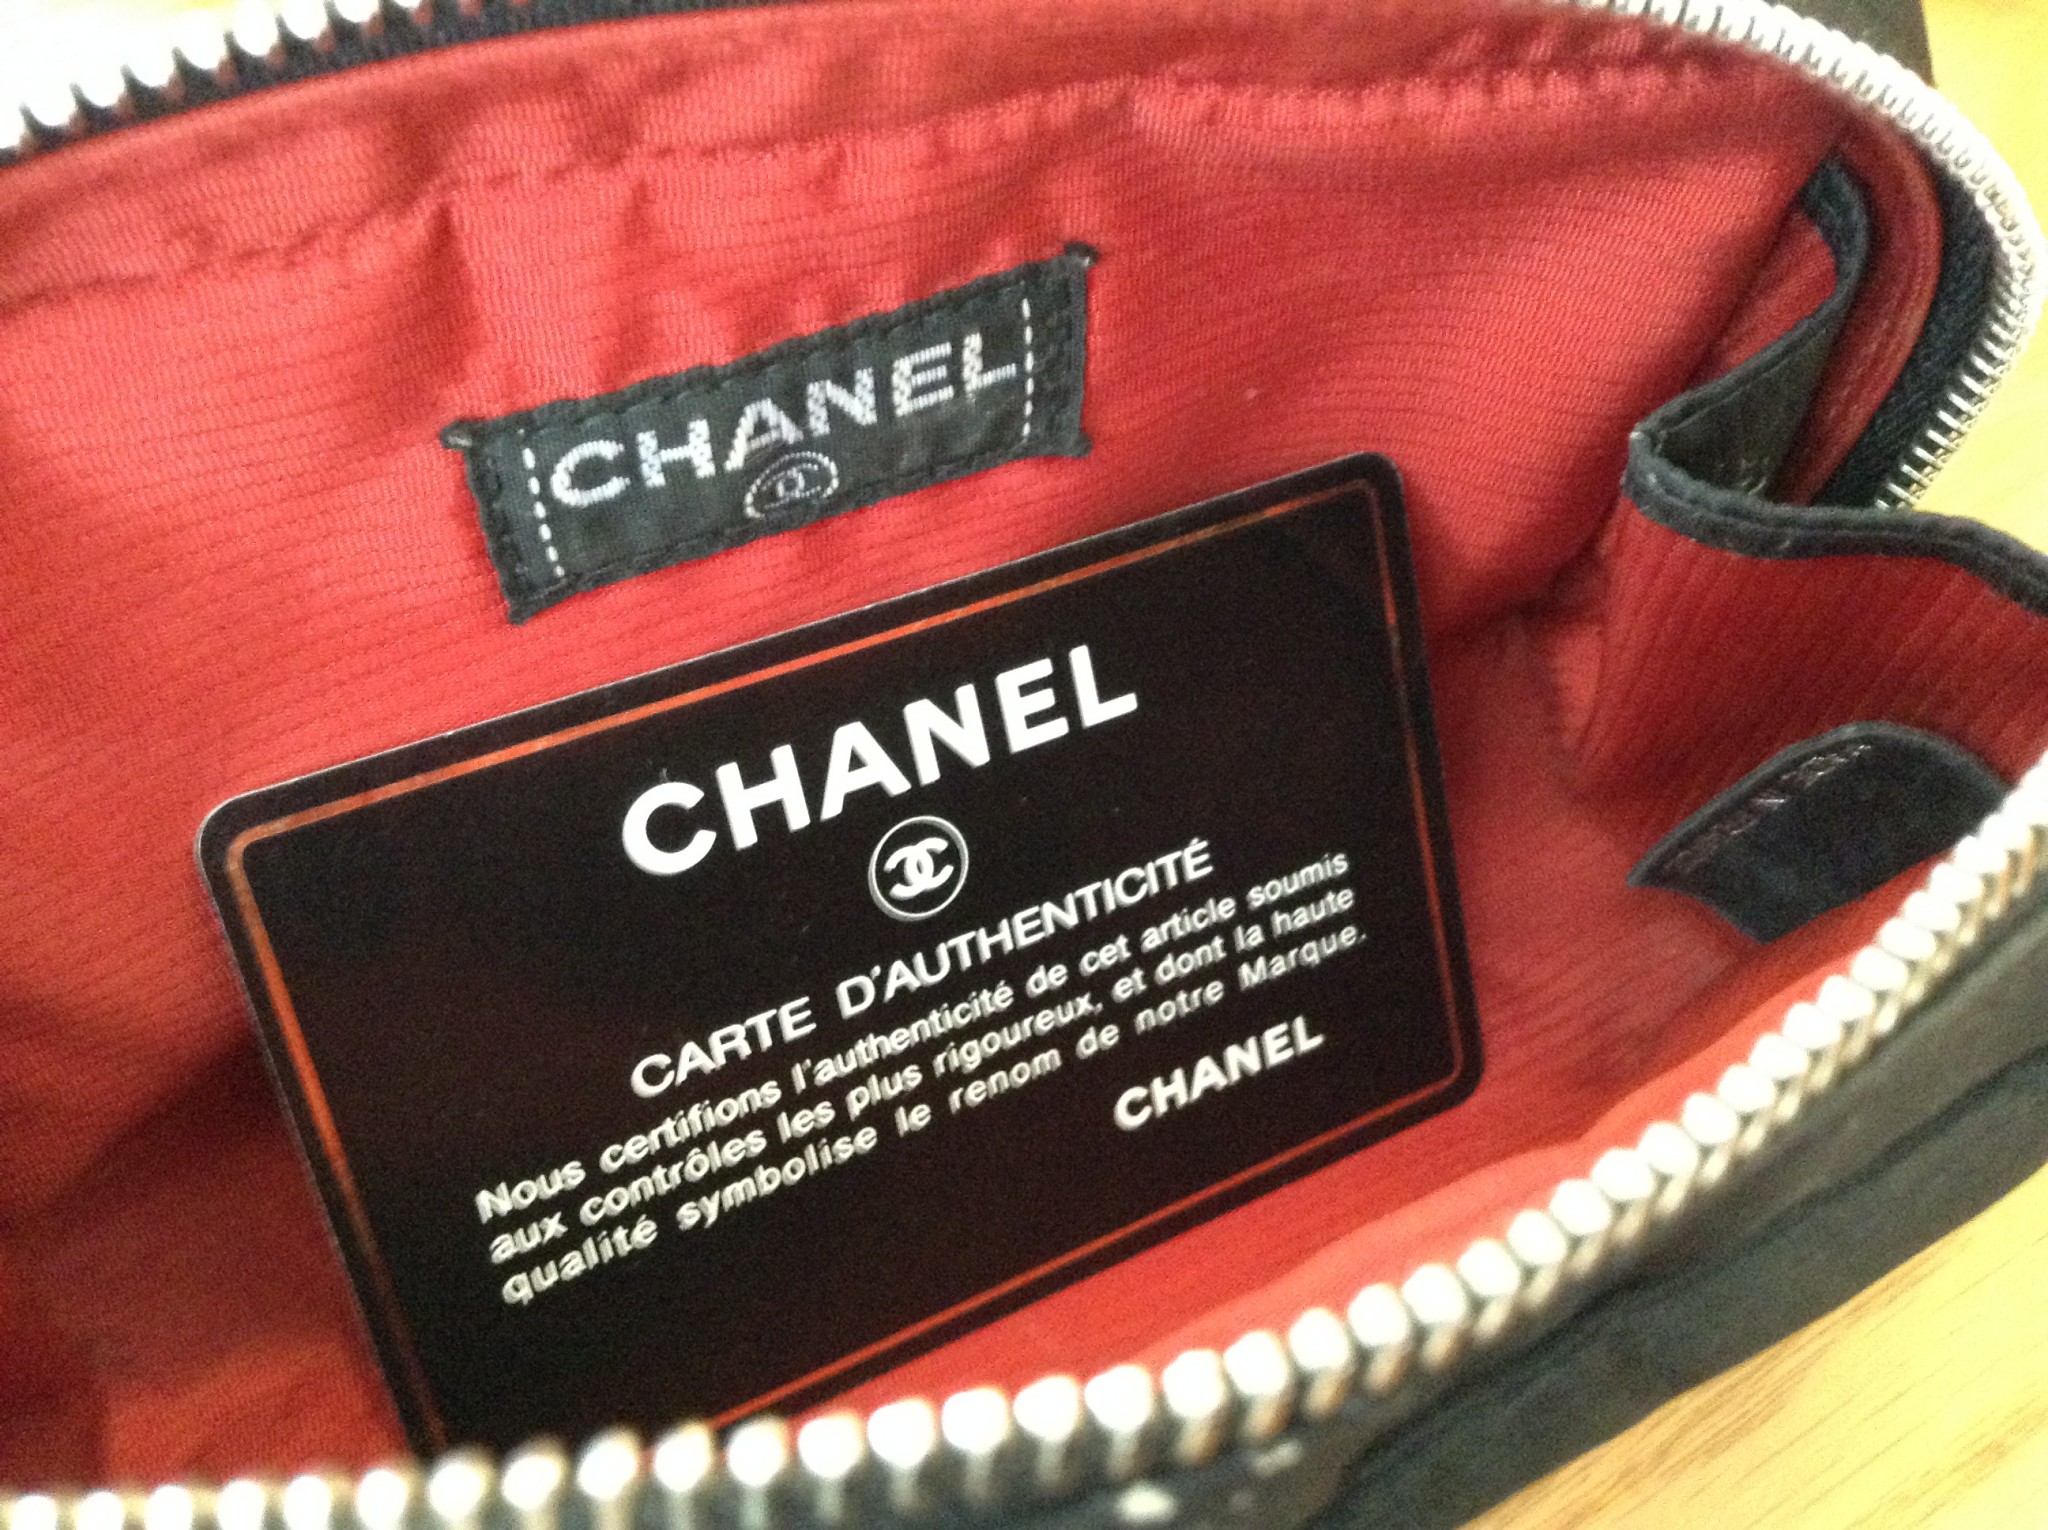 CHANEL
CHANEL
CARTE D'AUTHENTICITÉ
Nous certifions l'authenticité de cet article soumis
aux contrôles les plus rigoureux, et dont la haute
qualité symbolise le renom de notre Marque.
CHANEL